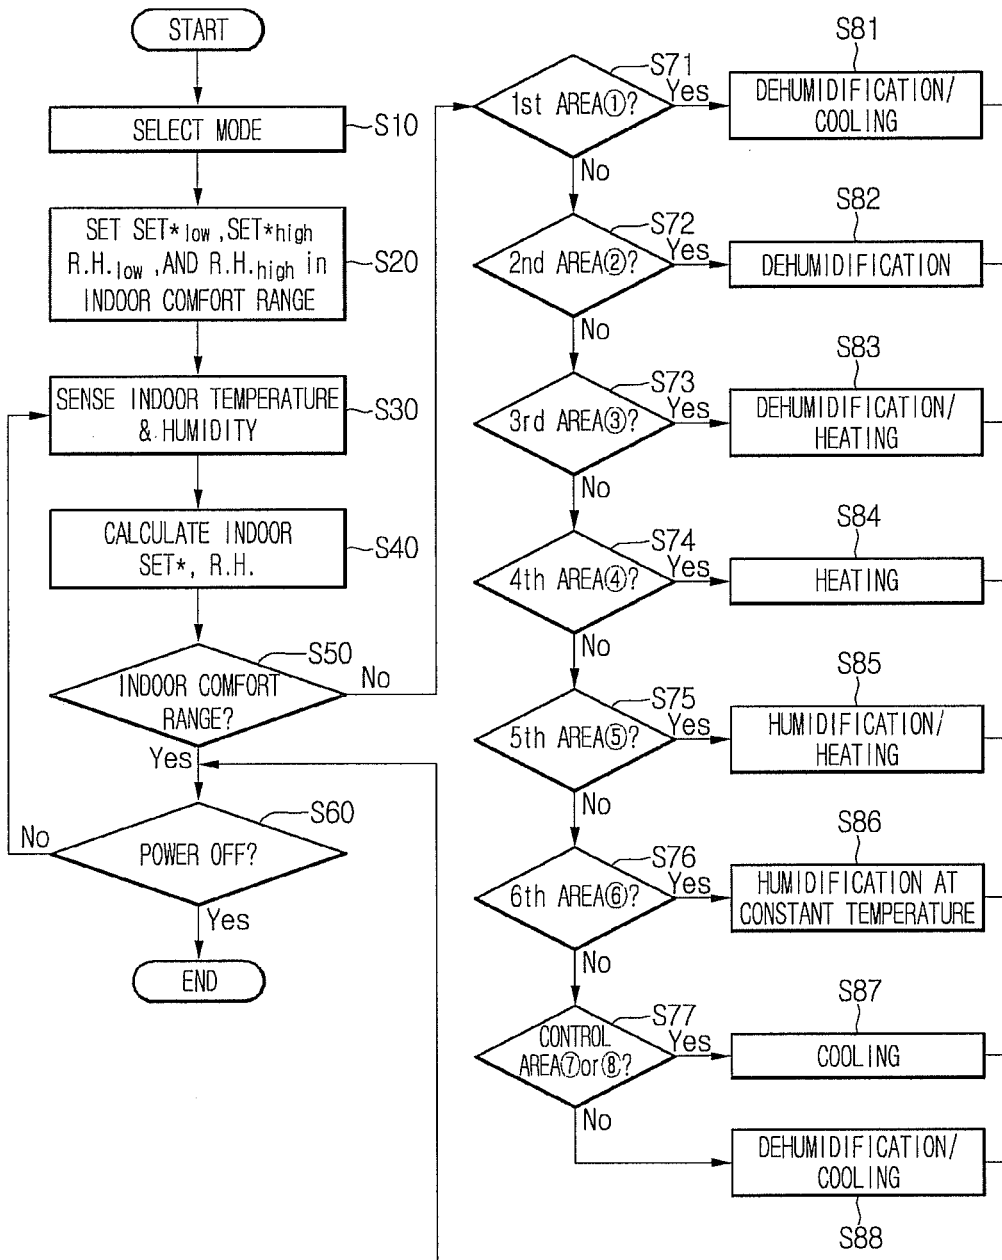 START
SELECT MODE
S10
SET SET*low ,SET*high
R.H.low ,AND R.H.high in
INDOOR COMFORT RANGE
S20
SENSE INDOOR TEMPERATURE
& HUMIDITY
S30
CALCULATE INDOOR
SET*, R.H.
S40
S50
INDOOR COMFORT
RANGE?
No
Yes
S60
POWER OFF?
No
Yes
END
S71
1st AREA①?
Yes
No
S81
DEHUMIDIFICATION/
COOLING
S72
2nd AREA②?
Yes
No
S82
DEHUMIDIFICATION
S73
3rd AREA③?
Yes
No
S83
DEHUMIDIFICATION/
HEATING
S74
4th AREA④?
Yes
No
S84
HEATING
S75
5th AREA⑤?
Yes
No
S85
HUMIDIFICATION/
HEATING
S76
6th AREA⑥?
Yes
No
S86
HUMIDIFICATION AT
CONSTANT TEMPERATURE
S77
CONTROL
AREA⑦or⑧?
Yes
No
S87
COOLING
DEHUMIDIFICATION/
COOLING
S88